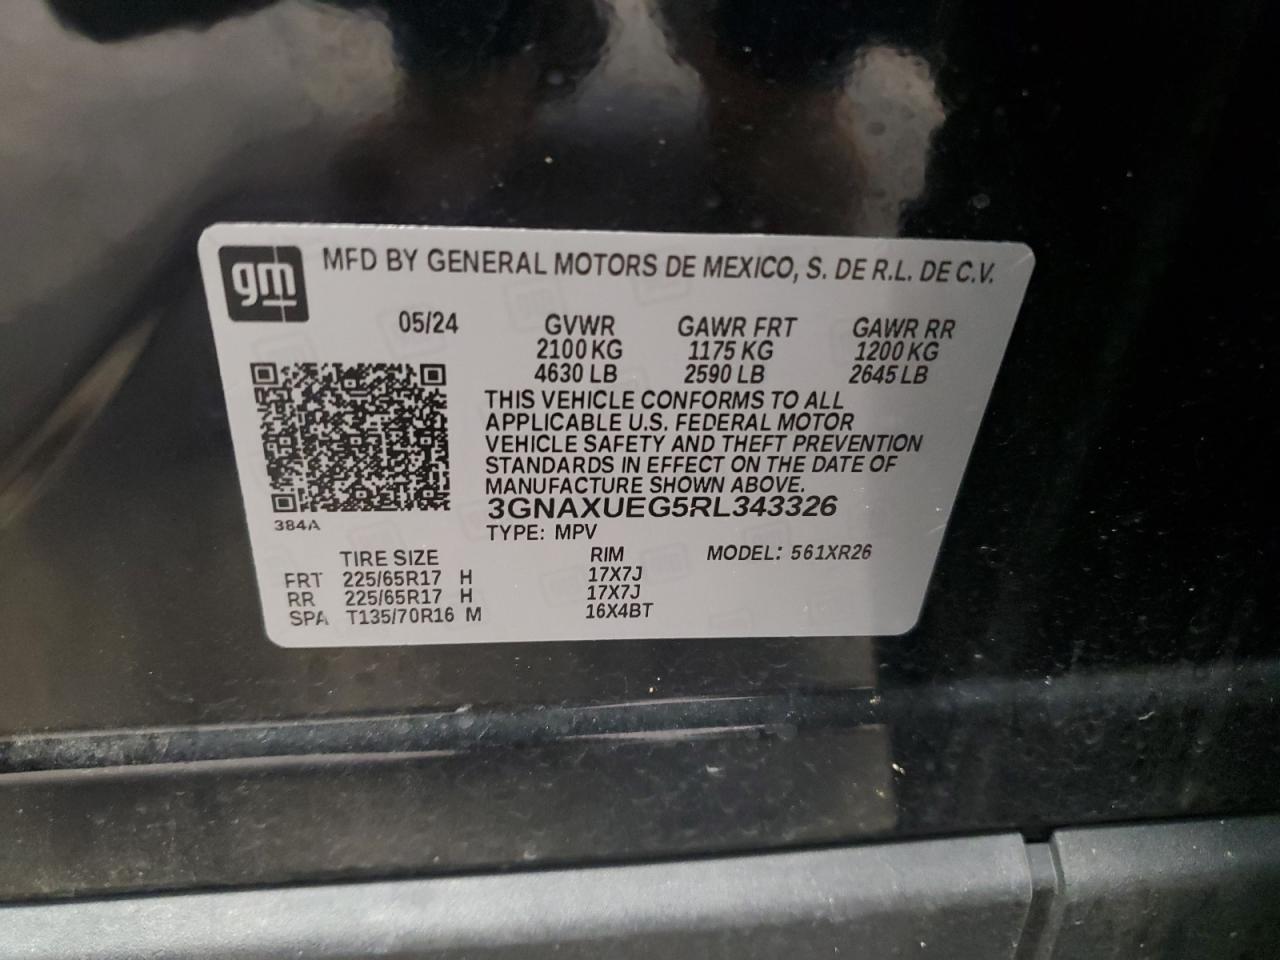 gm
MFD BY GENERAL MOTORS DE MEXICO, S. DE R.L. DE C.V.
05/24 GVWR GAWR FRT GAWR RR
2100 KG 1175 KG 1200 KG
4630 LB 2590 LB 2645 LB
THIS VEHICLE CONFORMS TO ALL
APPLICABLE U.S. FEDERAL MOTOR
VEHICLE SAFETY AND THEFT PREVENTION
STANDARDS IN EFFECT ON THE DATE OF
MANUFACTURE SHOWN ABOVE.
3GNAXUEG5RL343326
384A
TYPE: MPV
TIRE SIZE RIM MODEL: 561XR26
FRT 225/65R17 H 17X7J
RR 225/65R17 H 17X7J
SPA T135/70R16 M 16X4BT